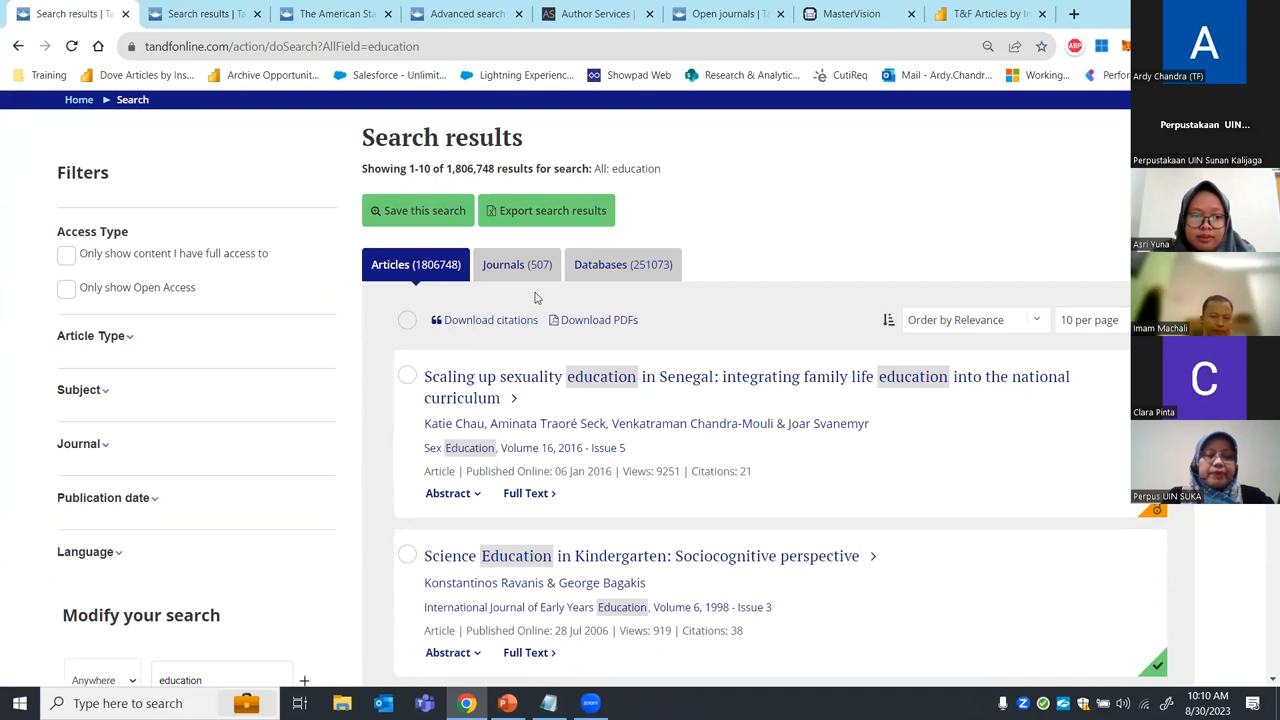 Search results | Ta
Search results | Ta
The American Sta
Advanced search
AS Author Services |
Open journals | Ta
MasterVision
T&F Articles by In
tandfonline.com/action/doSearch?AllField=education
ABP
Training
Dove Articles by Ins...
Archive Opportunit...
Salesforce - Unlimit...
Lightning Experienc...
Showpad Web
Research & Analytic...
CutiReq
Mail - Ardy.Chandr...
Working...
Perfor
Home ► Search
Filters
Access Type
Only show content I have full access to
Only show Open Access
Article Type
Subject
Journal
Publication date
Language
Modify your search
Anywhere
education
Search results
Showing 1-10 of 1,806,748 results for search: All: education
Save this search
Export search results
Articles (1806748)
Journals (507)
Databases (251073)
Download citations
Download PDFs
Order by Relevance
10 per page
Scaling up sexuality education in Senegal: integrating family life education into the national
curriculum >
Katie Chau, Aminata Traoré Seck, Venkatraman Chandra-Mouli & Joar Svanemyr
Sex Education, Volume 16, 2016 - Issue 5
Article | Published Online: 06 Jan 2016 | Views: 9251 | Citations: 21
Abstract
Full Text >
Science Education in Kindergarten: Sociocognitive perspective >
Konstantinos Ravanis & George Bagakis
International Journal of Early Years Education, Volume 6, 1998 - Issue 3
Article | Published Online: 28 Jul 2006 | Views: 919 | Citations: 38
Abstract
Full Text >
A
Ardy Chandra (TF)
Perpustakaan UIN...
Perpustakaan UIN Sunan Kalijaga
Asri Yuna
Imam Machali
C
Clara Pinta
Perpus UIN SUKA
Type here to search
10:10 AM
8/30/2023